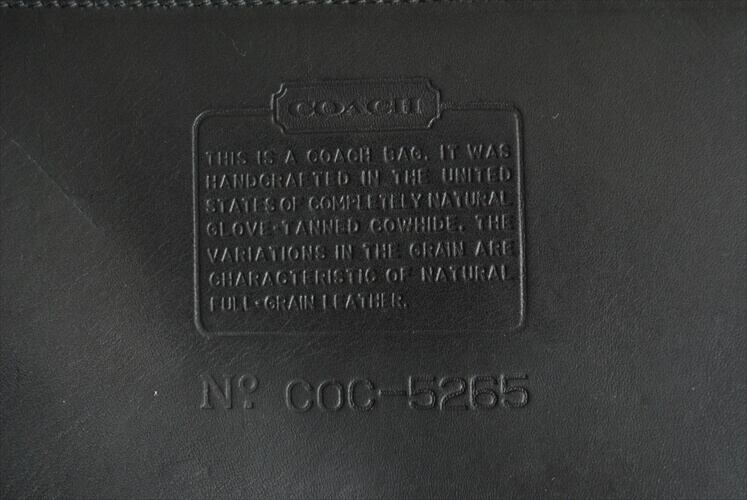 COACH
THIS IS A COACH BAG. IT WAS
HANDCRAFTED IN THE UNITED
STATES OF COMPLETELY NATURAL
GLOVE-TANNED COWHIDE. THE
VARIATIONS IN THE GRAIN ARE
CHARACTERISTIC OF NATURAL
FULL-GRAIN LEATHER.
Nº COC-5265